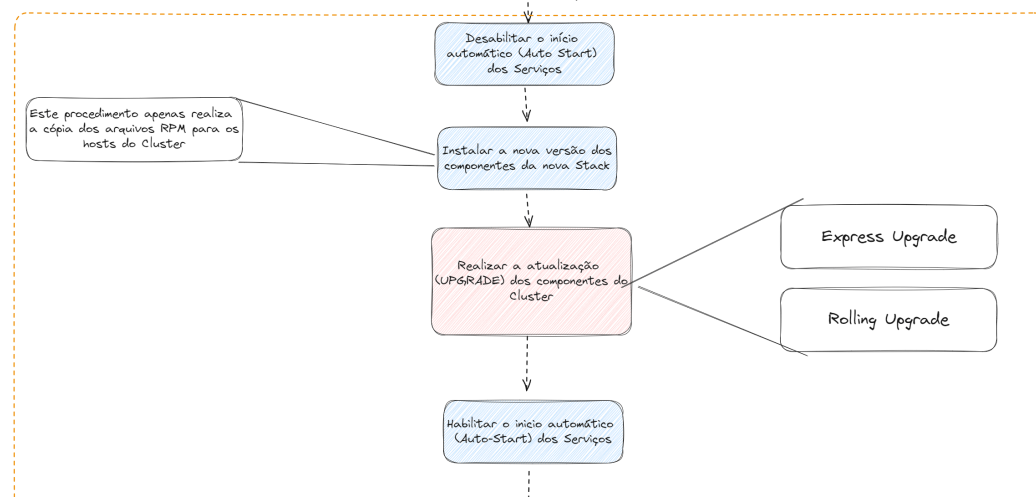 Desabilitar o início
automático (Auto Start)
dos Serviços
Este procedimento apenas realiza
a cópia dos arquivos RPM para os
hosts do Cluster
Instalar a nova versão dos
componentes da nova Stack
Realizar a atualização
(UPGRADE) dos componentes do
Cluster
Express Upgrade
Rolling Upgrade
Habilitar o inicio automático
(Auto-Start) dos Serviços